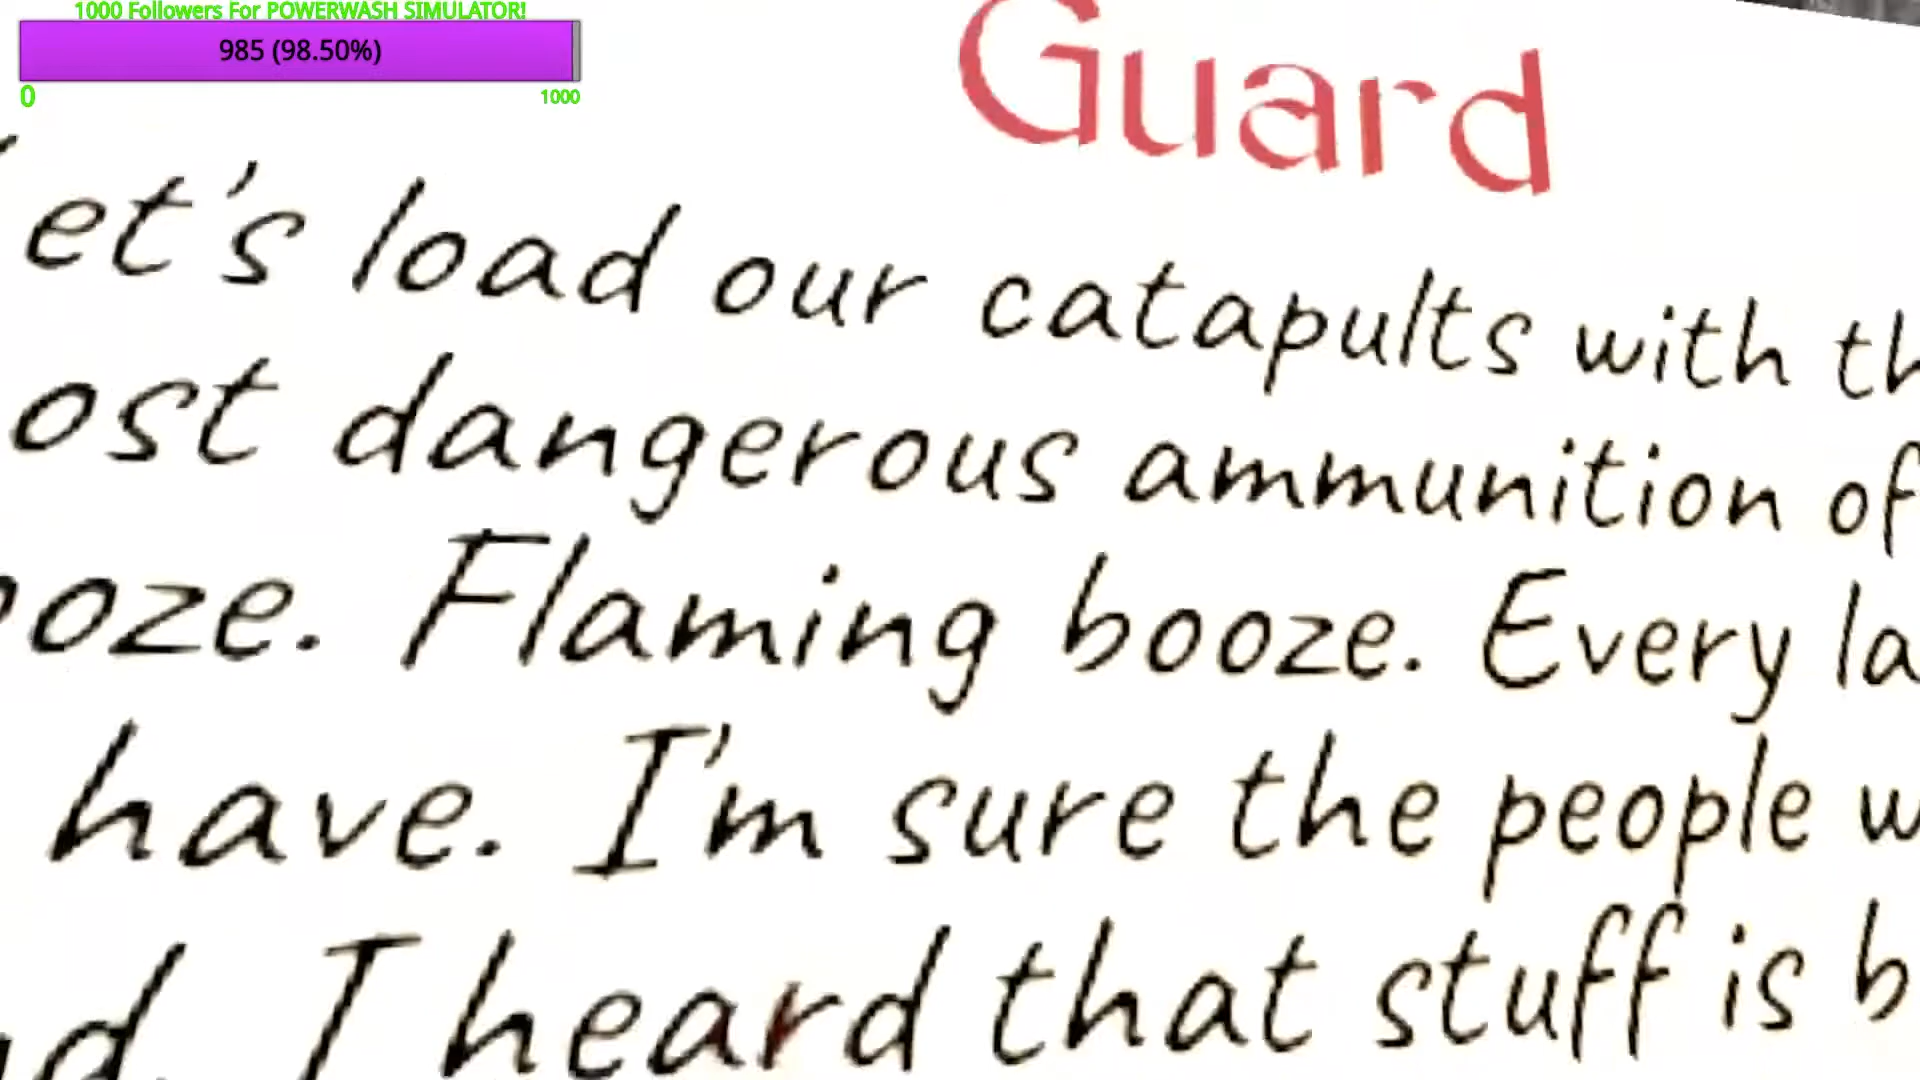 1000 Followers For POWERWASH SIMULATOR!
985 (98.50%)
0 1000
Guard
et's load our catapults with th
ost dangerous ammunition of
ooze. Flaming booze. Every la
have. I'm sure the people w
d. I heard that stuff is b